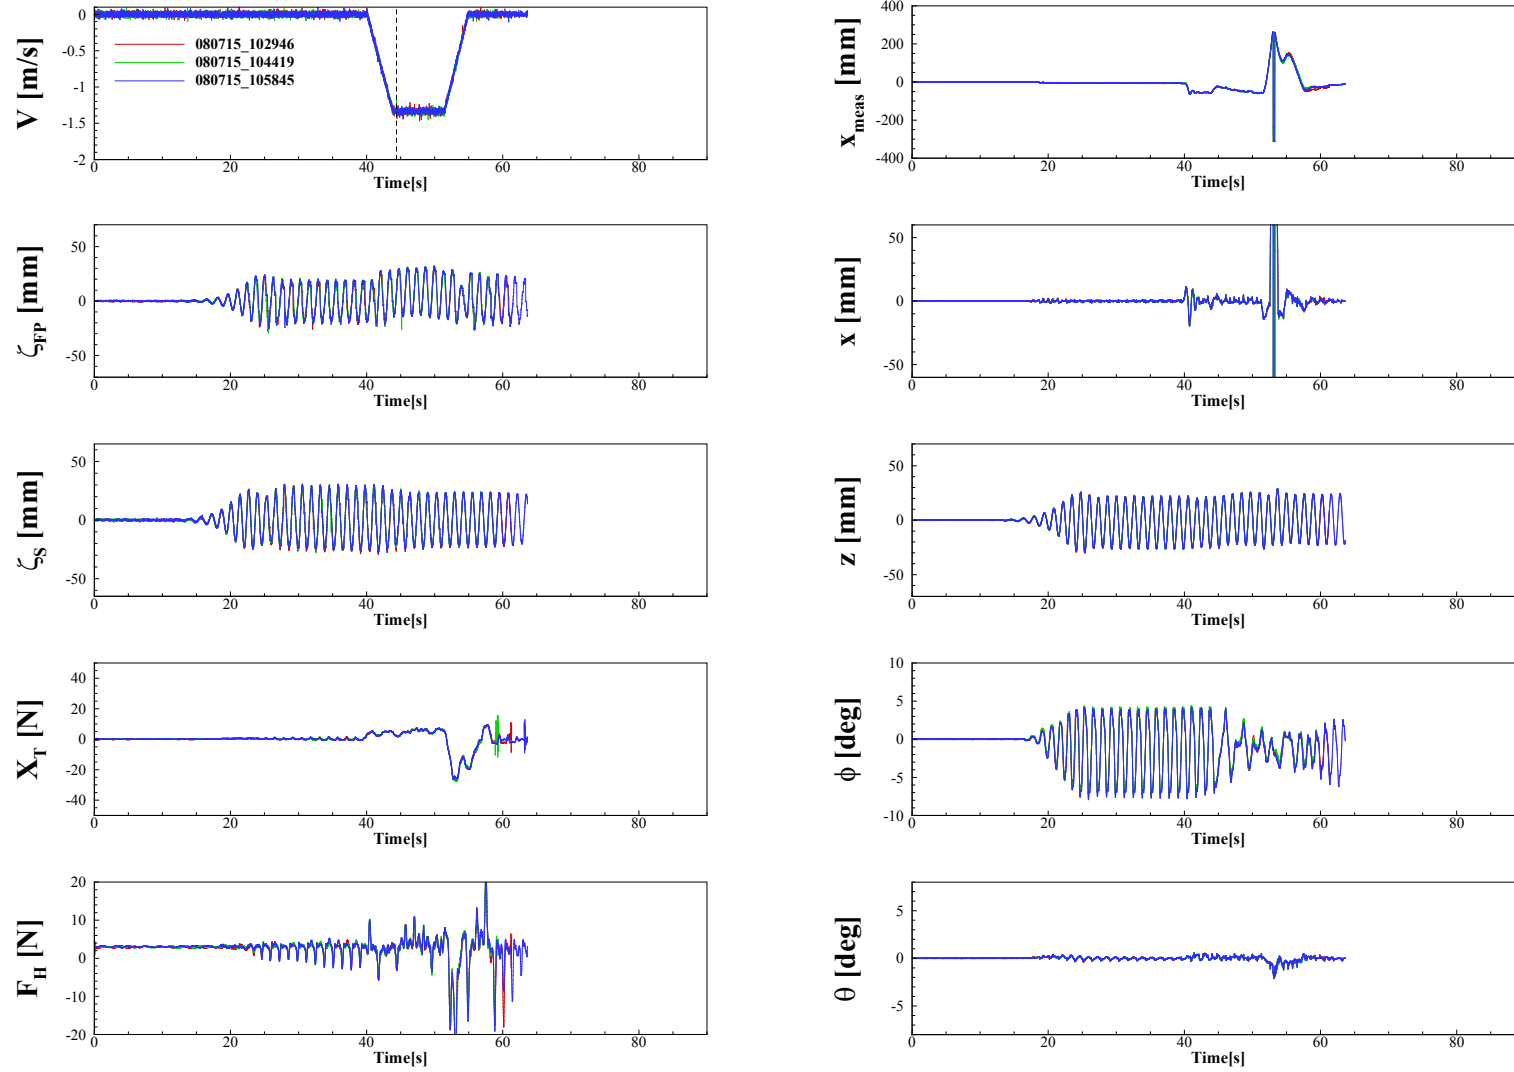 V [m/s]
0
-0.5
-1
-1.5
-2
080715_102946
080715_104419
080715_105845
0 20 40 60 80
Time[s]
x_meas [mm]
400
200
0
-200
-400
0 20 40 60 80
Time[s]
ζ_FP [mm]
50
0
-50
0 20 40 60 80
Time[s]
x [mm]
50
0
-50
0 20 40 60 80
Time[s]
ζ_S [mm]
50
0
-50
0 20 40 60 80
Time[s]
z [mm]
50
0
-50
0 20 40 60 80
Time[s]
X_T [N]
40
20
0
-20
-40
0 20 40 60 80
Time[s]
ϕ [deg]
10
5
0
-5
-10
0 20 40 60 80
Time[s]
F_H [N]
20
10
0
-10
-20
0 20 40 60 80
Time[s]
θ [deg]
5
0
-5
0 20 40 60 80
Time[s]